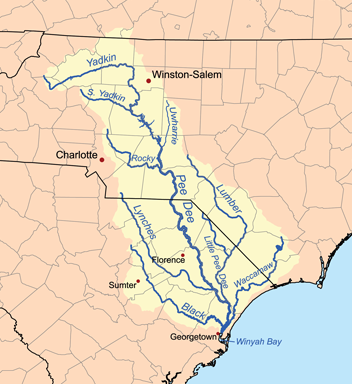 Yadkin
Winston-Salem
S. Yadkin
Uwharrie
Charlotte
Rocky
Pee Dee
Lumber
Lynches
Little Pee Dee
Florence
Waccamaw
Sumter
Black
Georgetown
Winyah Bay